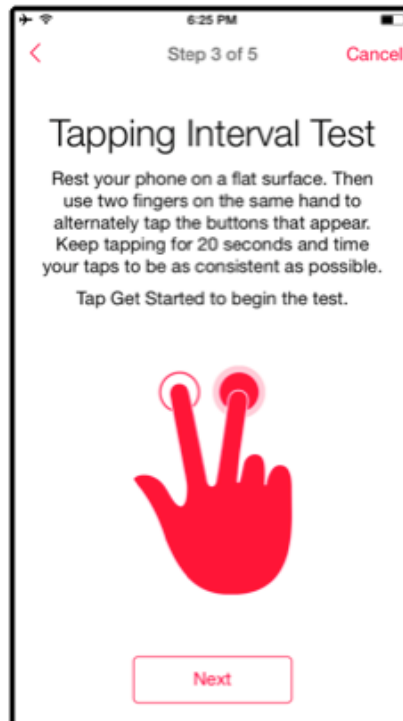 6:25 PM
Step 3 of 5
Cancel
Tapping Interval Test
Rest your phone on a flat surface. Then
use two fingers on the same hand to
alternately tap the buttons that appear.
Keep tapping for 20 seconds and time
your taps to be as consistent as possible.
Tap Get Started to begin the test.
Next